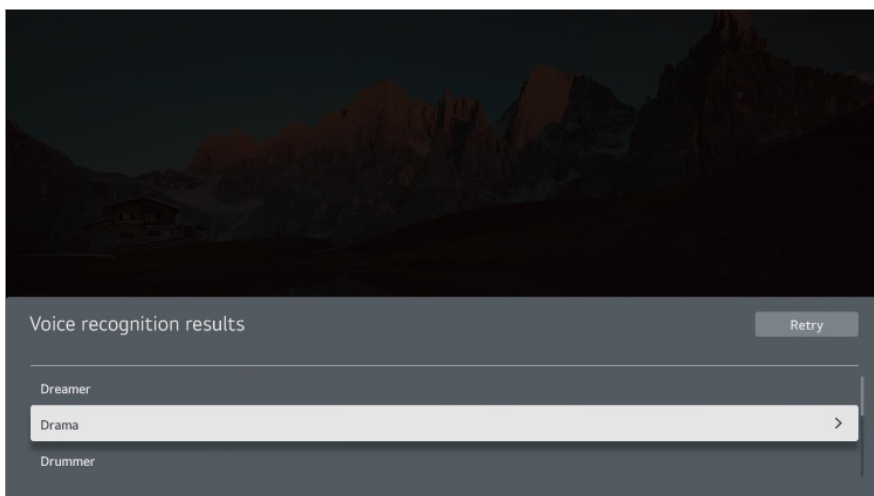 Voice recognition results
Retry
Dreamer
Drama
Drummer